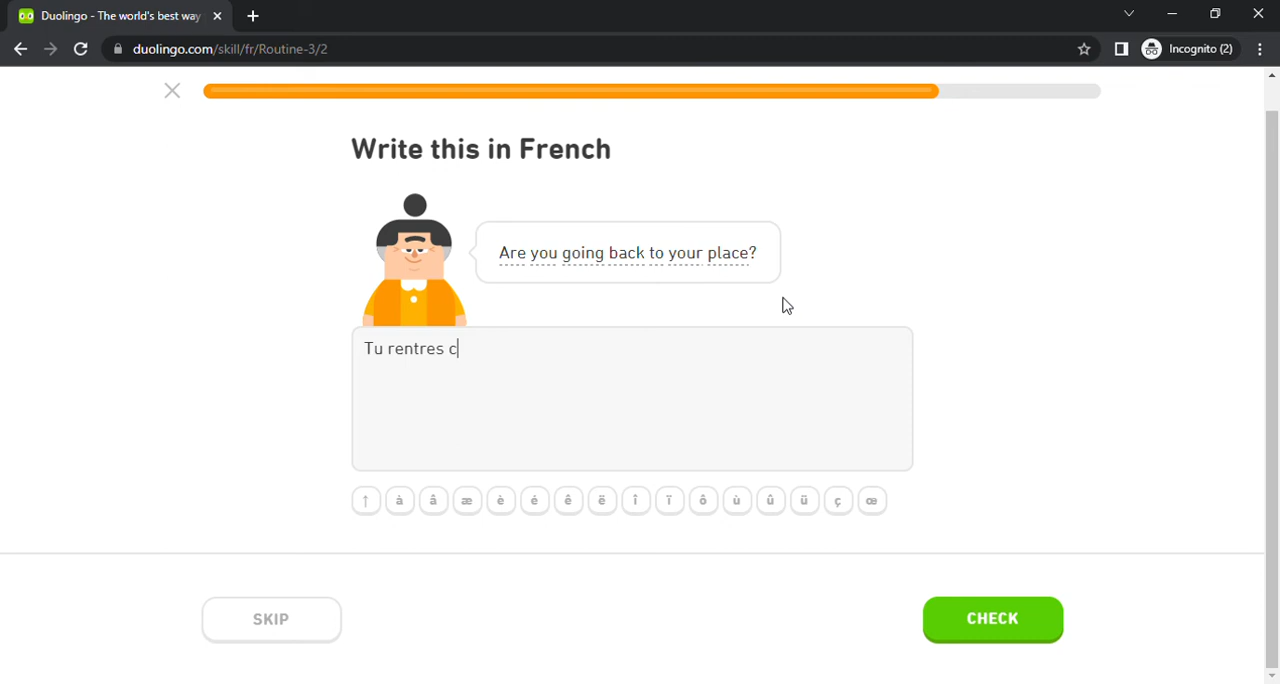 Duolingo - The world's best way
duolingo.com/skill/fr/Routine-3/2
Incognito (2)
Write this in French
Are you going back to your place?
Tu rentres c
↑ à â æ è é ê ë î ï ô ù û ü ç œ
SKIP
CHECK